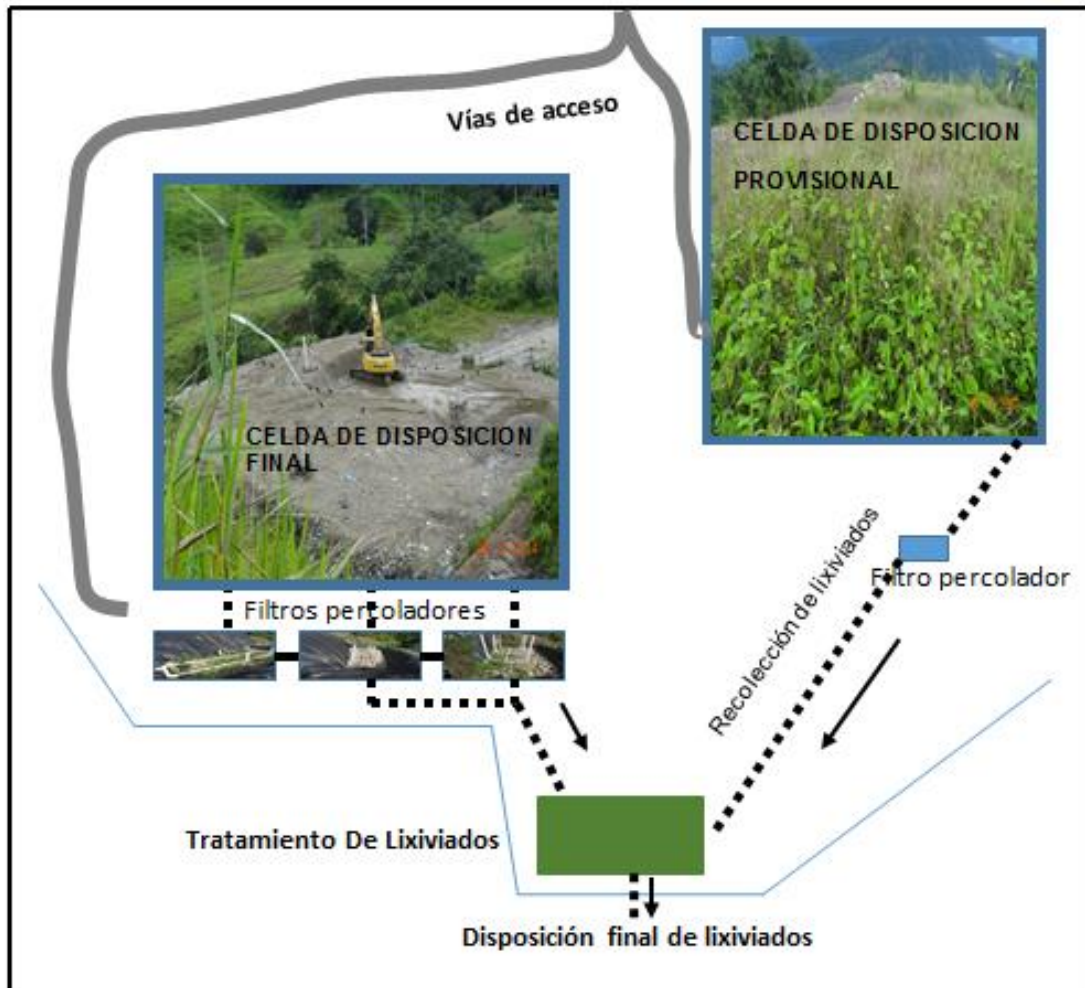 Vías de acceso
CELDA DE DISPOSICION
PROVISIONAL
CELDA DE DISPOSICION
FINAL
Filtros percoladores
Filtro percolador
Recolección de lixiviados
Tratamiento De Lixiviados
Disposición final de lixiviados